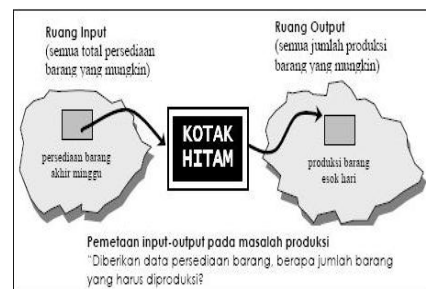 Ruang Input
(semua total persediaan
barang yang mungkin)
persediaan barang
akhir minggu
KOTAK
HITAM
Ruang Output
(semua jumlah produksi
barang yang mungkin)
produksi barang
esok hari
Pemetaan input-output pada masalah produksi
"Diberikan data persediaan barang, berapa jumlah barang
yang harus diproduksi?